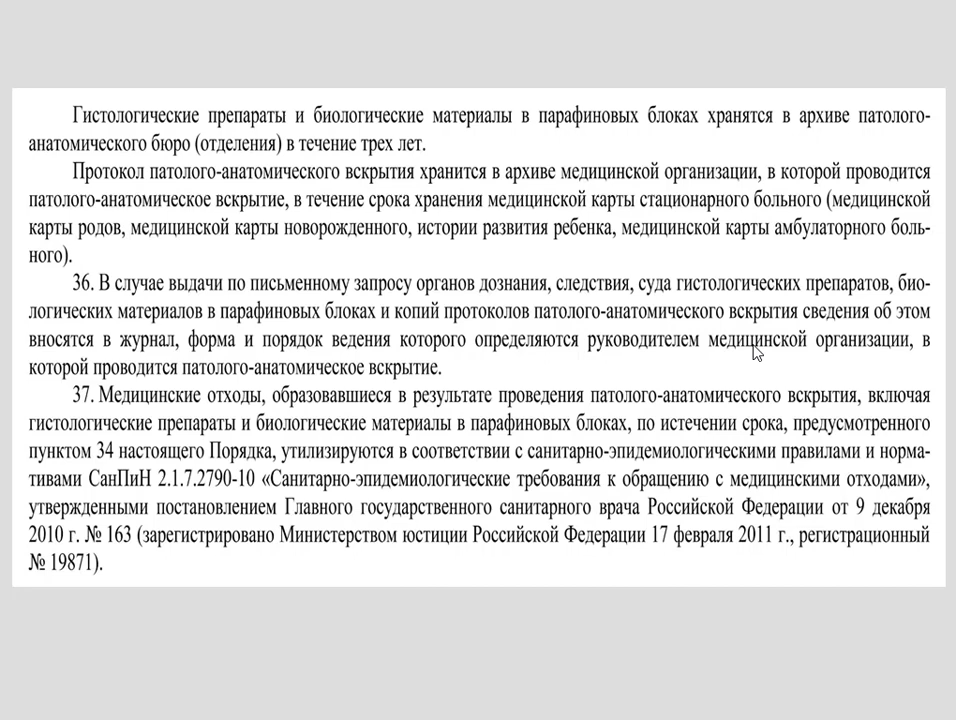 Гистологические препараты и биологические материалы в парафиновых блоках хранятся в архиве патолого-
анатомического бюро (отделения) в течение трех лет.
Протокол патолого-анатомического вскрытия хранится в архиве медицинской организации, в которой проводится
патолого-анатомическое вскрытие, в течение срока хранения медицинской карты стационарного больного (медицинской
карты родов, медицинской карты новорожденного, истории развития ребенка, медицинской карты амбулаторного боль-
ного).
36. В случае выдачи по письменному запросу органов дознания, следствия, суда гистологических препаратов, био-
логических материалов в парафиновых блоках и копий протоколов патолого-анатомического вскрытия сведения об этом
вносятся в журнал, форма и порядок ведения которого определяются руководителем медицинской организации, в
которой проводится патолого-анатомическое вскрытие.
37. Медицинские отходы, образовавшиеся в результате проведения патолого-анатомического вскрытия, включая
гистологические препараты и биологические материалы в парафиновых блоках, по истечении срока, предусмотренного
пунктом 34 настоящего Порядка, утилизируются в соответствии с санитарно-эпидемиологическими правилами и норма-
тивами СанПиН 2.1.7.2790-10 «Санитарно-эпидемиологические требования к обращению с медицинскими отходами»,
утвержденными постановлением Главного государственного санитарного врача Российской Федерации от 9 декабря
2010 г. № 163 (зарегистрировано Министерством юстиции Российской Федерации 17 февраля 2011 г., регистрационный
№ 19871).